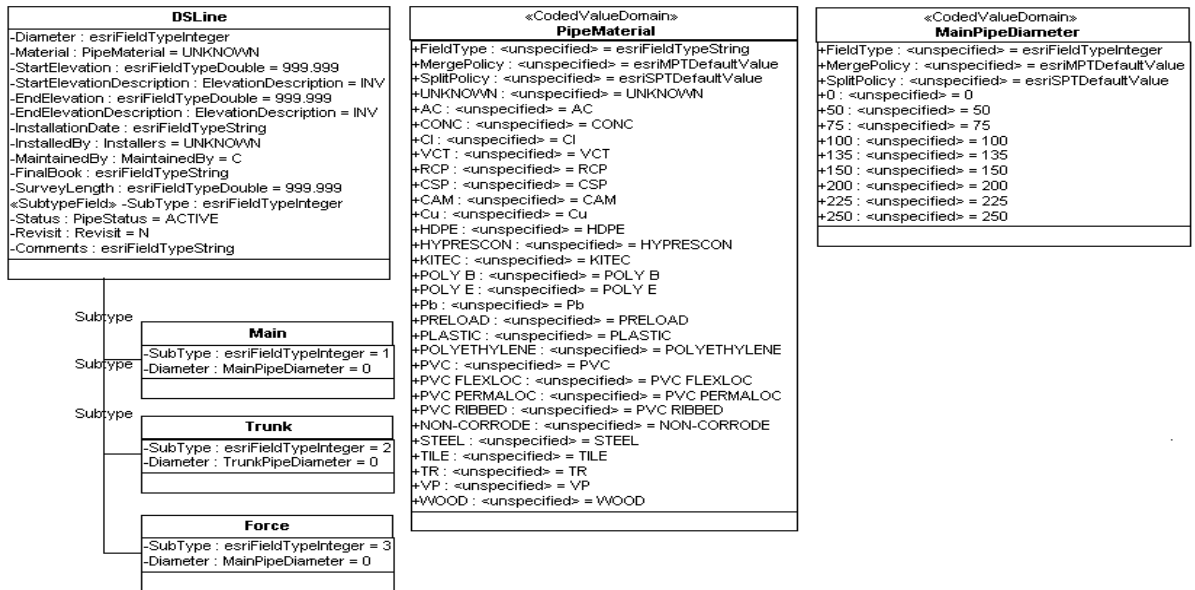 DSLine
-Diameter : esriFieldTypeInteger
-Material : PipeMaterial = UNKNOWN
-StartElevation : esriFieldTypeDouble = 999.999
-StartElevationDescription : ElevationDescription = INV
-EndElevation : esriFieldTypeDouble = 999.999
-EndElevationDescription : ElevationDescription = INV
-InstallationDate : esriFieldTypeString
-InstalledBy : Installers = UNKNOWN
-MaintainedBy : MaintainedBy = C
-FinalBook : esriFieldTypeString
-SurveyLength : esriFieldTypeDouble = 999.999
«SubtypeField» -SubType : esriFieldTypeInteger
-Status : PipeStatus = ACTIVE
-Revisit : Revisit = N
-Comments : esriFieldTypeString
Subtype
Main
-SubType : esriFieldTypeInteger = 1
-Diameter : MainPipeDiameter = 0
Subtype
Trunk
-SubType : esriFieldTypeInteger = 2
-Diameter : TrunkPipeDiameter = 0
Subtype
Force
-SubType : esriFieldTypeInteger = 3
-Diameter : MainPipeDiameter = 0
«CodedValueDomain»
PipeMaterial
+FieldType : <unspecified> = esriFieldTypeString
+MergePolicy : <unspecified> = esriMPTDefaultValue
+SplitPolicy : <unspecified> = esriSPTDefaultValue
+UNKNOWN : <unspecified> = UNKNOWN
+AC : <unspecified> = AC
+CONC : <unspecified> = CONC
+CI : <unspecified> = CI
+VCT : <unspecified> = VCT
+RCP : <unspecified> = RCP
+CSP : <unspecified> = CSP
+CAM : <unspecified> = CAM
+Cu : <unspecified> = Cu
+HDPE : <unspecified> = HDPE
+HYPRESCON : <unspecified> = HYPRESCON
+KITEC : <unspecified> = KITEC
+POLY B : <unspecified> = POLY B
+POLY E : <unspecified> = POLY E
+Pb : <unspecified> = Pb
+PRELOAD : <unspecified> = PRELOAD
+PLASTIC : <unspecified> = PLASTIC
+POLYETHYLENE : <unspecified> = POLYETHYLENE
+PVC : <unspecified> = PVC
+PVC FLEXLOC : <unspecified> = PVC FLEXLOC
+PVC PERMALOC : <unspecified> = PVC PERMALOC
+PVC RIBBED : <unspecified> = PVC RIBBED
+NON-CORRODE : <unspecified> = NON-CORRODE
+STEEL : <unspecified> = STEEL
+TILE : <unspecified> = TILE
+TR : <unspecified> = TR
+VP : <unspecified> = VP
+WOOD : <unspecified> = WOOD
«CodedValueDomain»
MainPipeDiameter
+FieldType : <unspecified> = esriFieldTypeInteger
+MergePolicy : <unspecified> = esriMPTDefaultValue
+SplitPolicy : <unspecified> = esriSPTDefaultValue
+0 : <unspecified> = 0
+50 : <unspecified> = 50
+75 : <unspecified> = 75
+100 : <unspecified> = 100
+135 : <unspecified> = 135
+150 : <unspecified> = 150
+200 : <unspecified> = 200
+225 : <unspecified> = 225
+250 : <unspecified> = 250